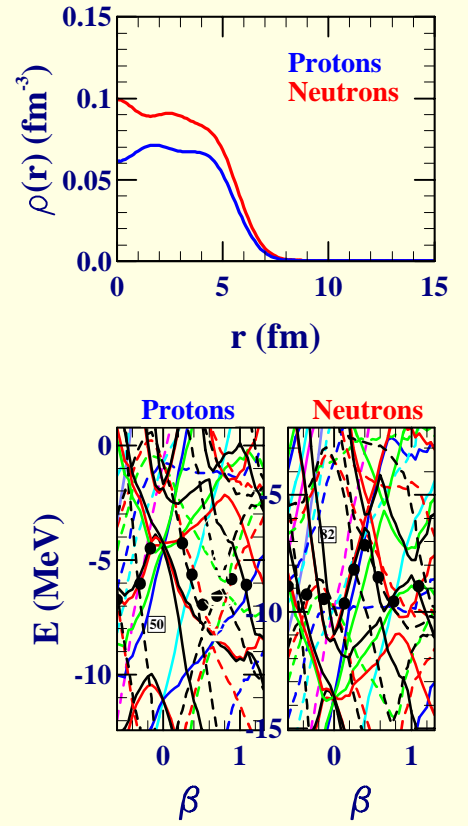 0.15
Protons
Neutrons
0.1
0.05
0.0
ρ(r) (fm⁻³)
0 5 10 15
r (fm)
Protons Neutrons
0
-5
-10
E (MeV)
50
82
-5
-10
-15
0 1 0 1
β β